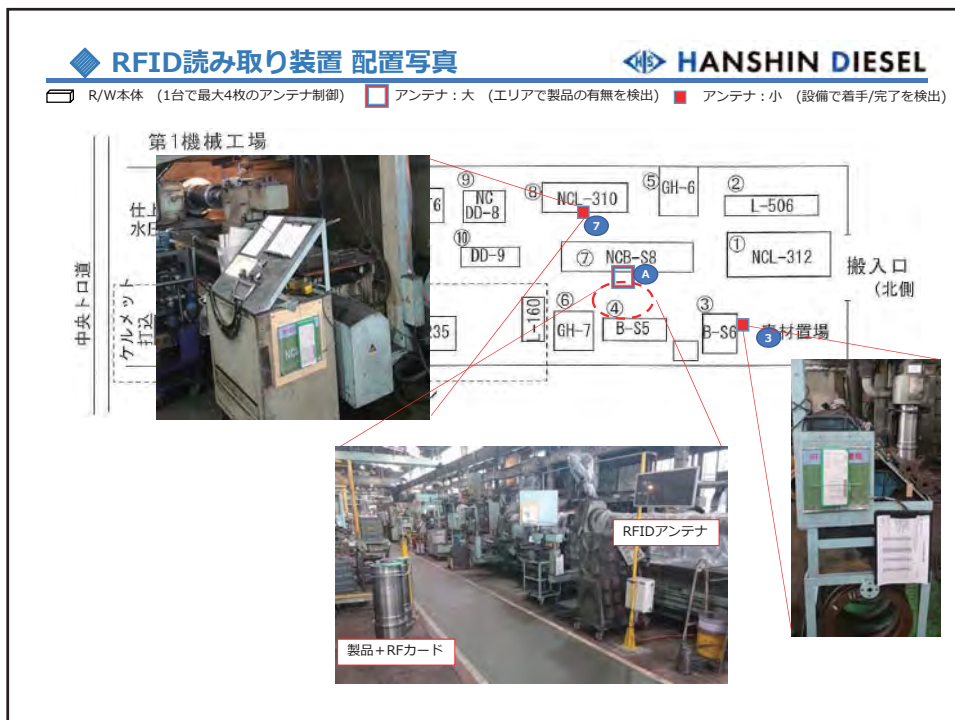 RFID読み取り装置 配置写真
HANSHIN DIESEL
R/W本体 (1台で最大4枚のアンテナ制御)
アンテナ：大 (エリアで製品の有無を検出)
アンテナ：小 (設備で着手/完了を検出)
第1機械工場
中央トロ道
仕上
水圧
ケルメット
打込
⑨
NC
DD-8
⑧
NCL-310
7
⑤
GH-6
②
L-506
⑩
DD-9
⑦ NCB-S8
A
①
NCL-312
搬入口
(北側
L-160
⑥
GH-7
④
B-S5
③
B-S6
3
素材置場
RFIDアンテナ
製品＋RFカード